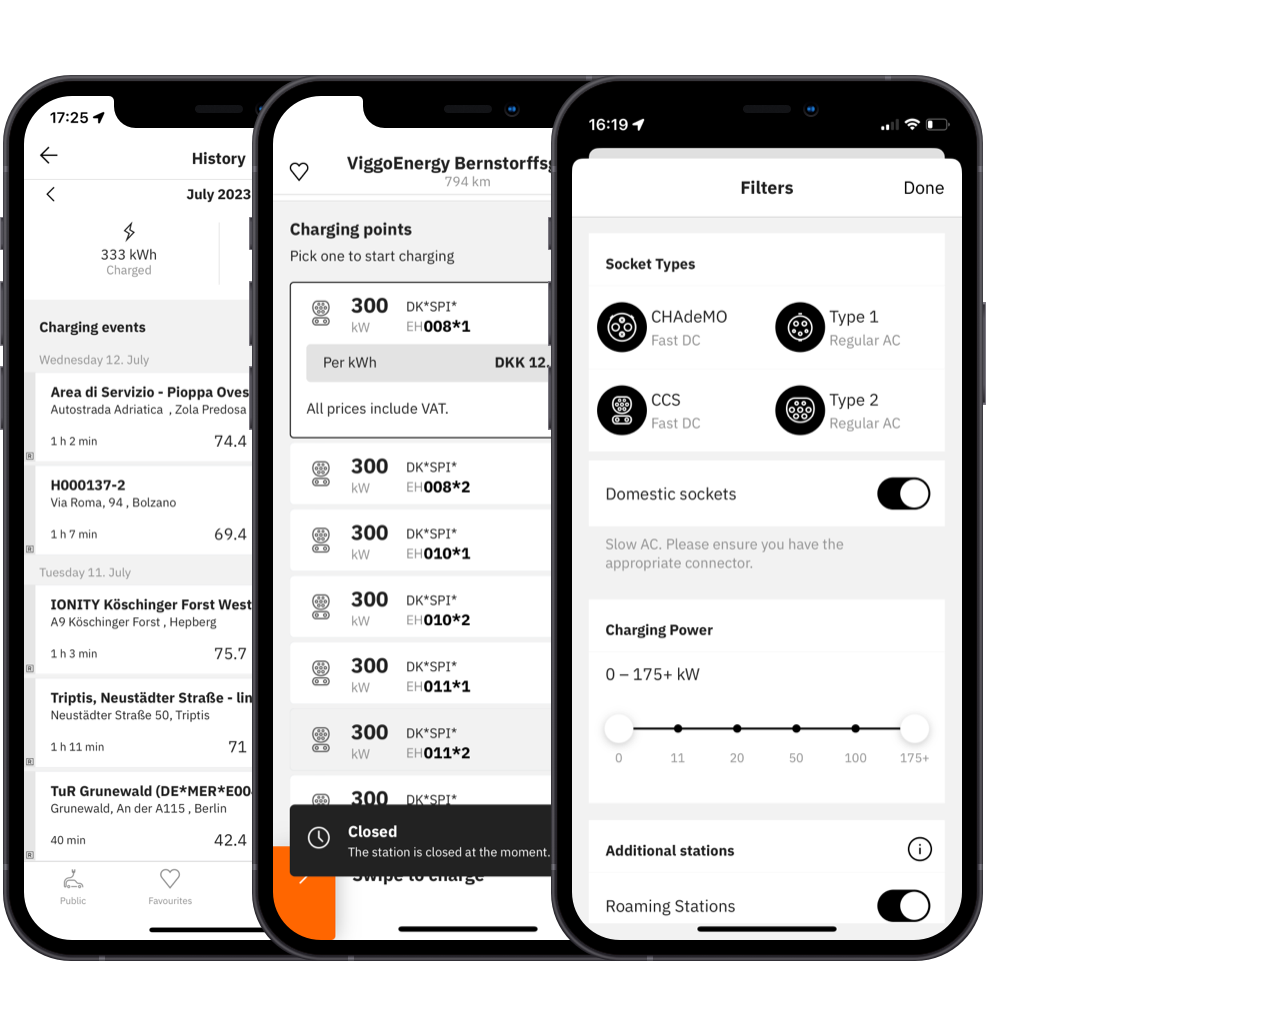 17:25
History
July 2023
333 kWh
Charged
Charging events
Wednesday 12. July
Area di Servizio - Pioppa Oves
Autostrada Adriatica , Zola Predosa
1 h 2 min 74.4
R
H000137-2
Via Roma, 94 , Bolzano
1 h 7 min 69.4
R
Tuesday 11. July
IONITY Köschinger Forst West
A9 Köschinger Forst , Hepberg
1 h 3 min 75.7
R
Triptis, Neustädter Straße - lin
Neustädter Straße 50, Triptis
1 h 11 min 71
R
TuR Grunewald (DE*MER*E00
Grunewald, An der A115 , Berlin
40 min 42.4
R
Public Favourites
ViggoEnergy Bernstorffs
794 km
Charging points
Pick one to start charging
300 DK*SPI*
kW EH008*1
Per kWh DKK 12.
All prices include VAT.
300 DK*SPI*
kW EH008*2
300 DK*SPI*
kW EH010*1
300 DK*SPI*
kW EH010*2
300 DK*SPI*
kW EH011*1
300 DK*SPI*
kW EH011*2
300 DK*SPI*
Closed
The station is closed at the moment.
Swipe to charge
16:19
Filters Done
Socket Types
CHAdeMO Type 1
Fast DC Regular AC
CCS Type 2
Fast DC Regular AC
Domestic sockets
Slow AC. Please ensure you have the
appropriate connector.
Charging Power
0 – 175+ kW
0 11 20 50 100 175+
Additional stations
Roaming Stations